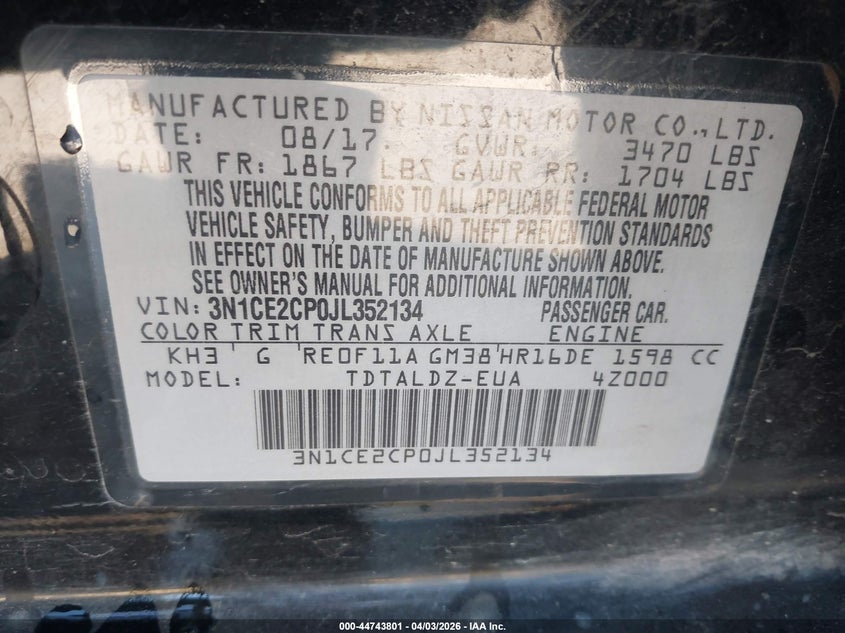 MANUFACTURED BY NISSAN MOTOR CO., LTD.
DATE: 08/17. GVWR: 3470 LBS
GAWR FR: 1867 LBS GAWR RR: 1704 LBS
THIS VEHICLE CONFORMS TO ALL APPLICABLE FEDERAL MOTOR
VEHICLE SAFETY, BUMPER AND THEFT PREVENTION STANDARDS
IN EFFECT ON THE DATE OF MANUFACTURE SHOWN ABOVE.
SEE OWNER'S MANUAL FOR ADDITIONAL INFORMATION.
VIN: 3N1CE2CP0JL352134 PASSENGER CAR.
COLOR TRIM TRANS AXLE ENGINE
KH3 G RE0F11A GM38 HR16DE 1598 CC
MODEL: TDTALDZ-EUA 4Z000
3N1CE2CP0JL352134
000-44743801 - 04/03/2026 - IAA Inc.